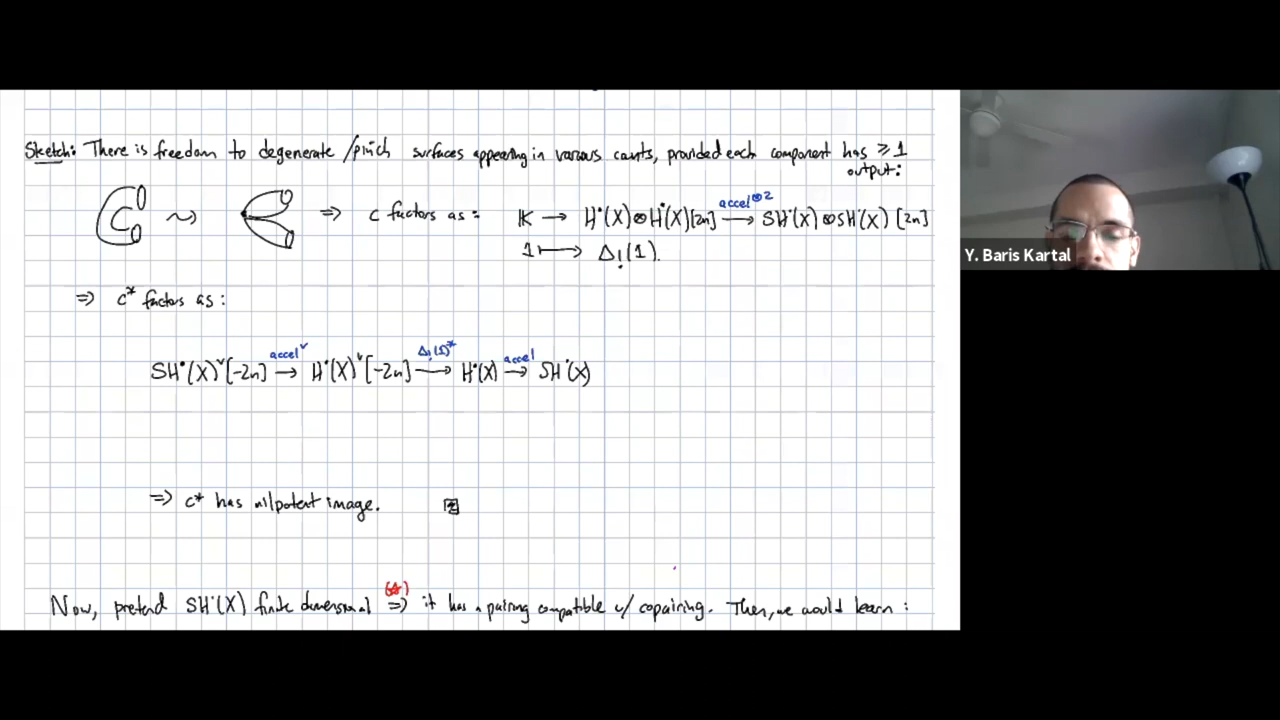 Sketch: There is freedom to degenerate /pinch surfaces appearing in various counts, provided each component has ≥1
output:
⇝ ⇒ c factors as: 𝕂 → H•(X)⊗H•(X)[2n] —accel^{⊗2}→ SH•(X)⊗SH•(X) [2n]
1 ↦ Δ!(1).
⇒ c* factors as:
SH•(X)^∨[-2n] —accel^∨→ H•(X)^∨[-2n] —Δ!(1)*→ H•(X) —accel→ SH•(X)
⇒ c* has nilpotent image.
Now, pretend SH•(X) finite dimensional (☆) ⇒ it has a pairing compatible w/ copairing. Then, we would learn:
Y. Baris Kartal